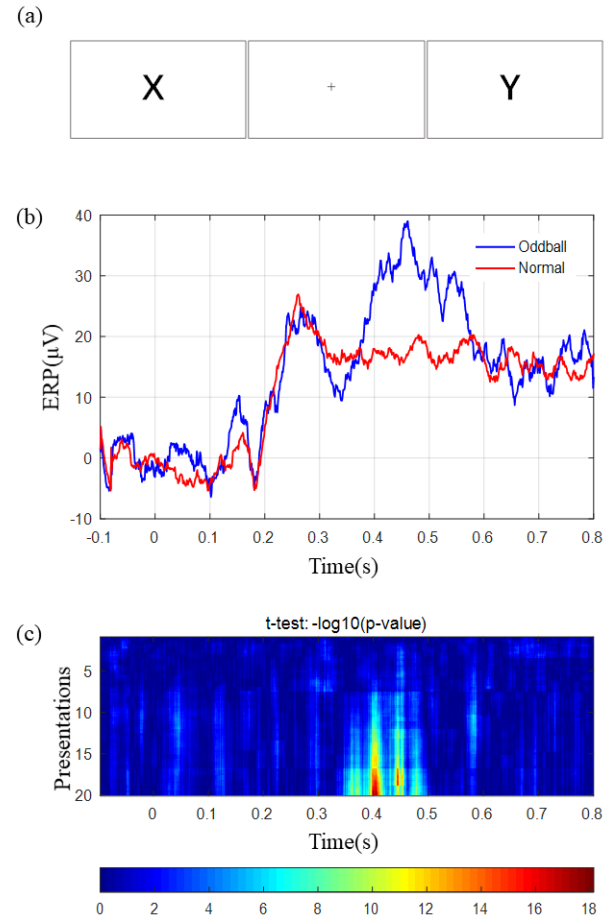 (a)
X + Y
(b)
40
30
20
10
0
-10
ERP(μV)
Oddball
Normal
-0.1 0 0.1 0.2 0.3 0.4 0.5 0.6 0.7 0.8
Time(s)
(c)
t-test: -log10(p-value)
Presentations
5
10
15
20
0 0.1 0.2 0.3 0.4 0.5 0.6 0.7 0.8
Time(s)
0 2 4 6 8 10 12 14 16 18